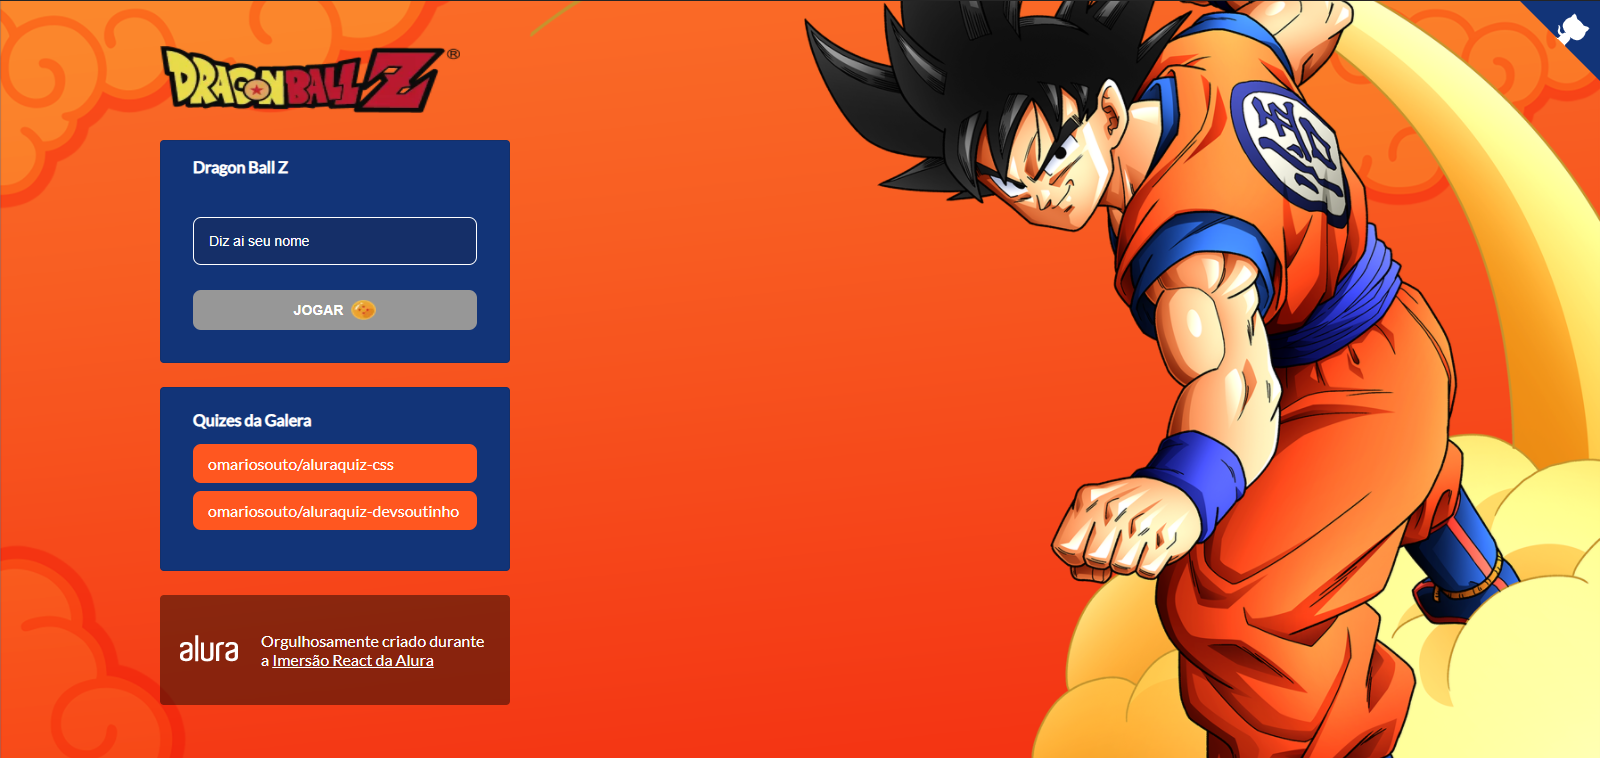 DRAGON BALL Z®
Dragon Ball Z
Diz ai seu nome
JOGAR
Quizes da Galera
omariosouto/aluraquiz-css
omariosouto/aluraquiz-devsoutinho
alura
Orgulhosamente criado durante
a Imersão React da Alura